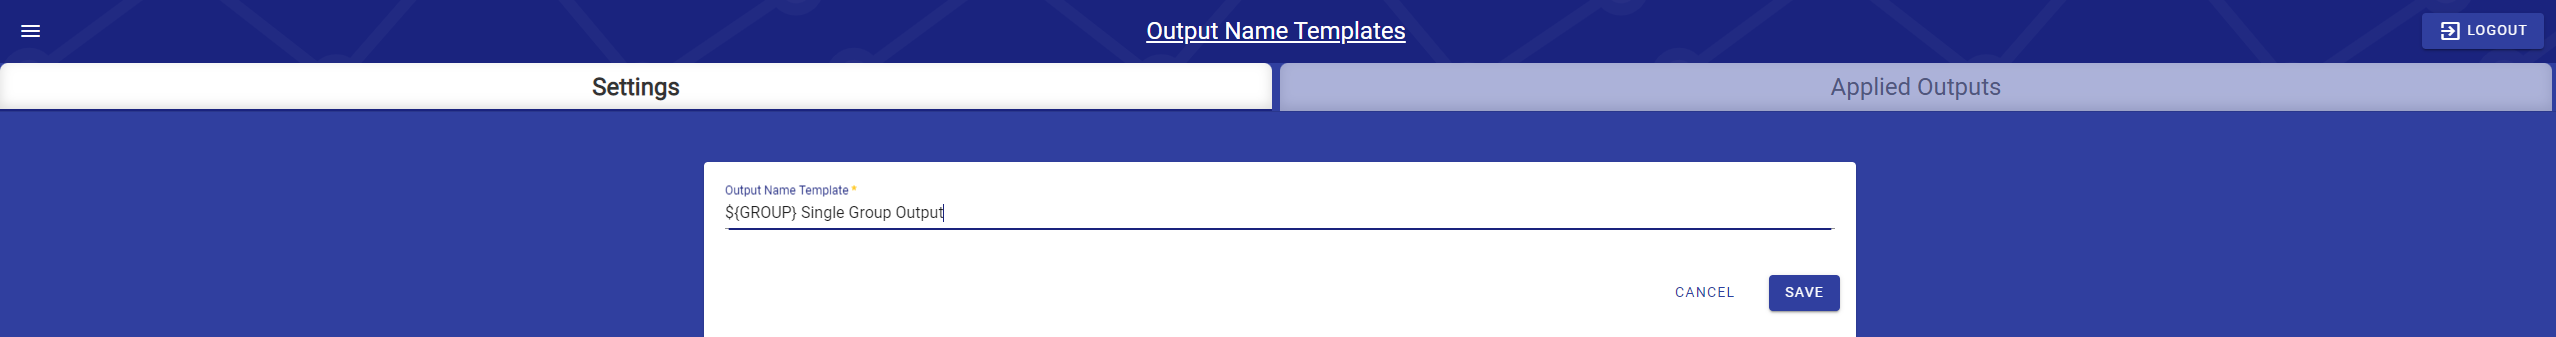 Output Name Templates
LOGOUT
Settings
Applied Outputs
Output Name Template *
${GROUP} Single Group Output
CANCEL
SAVE